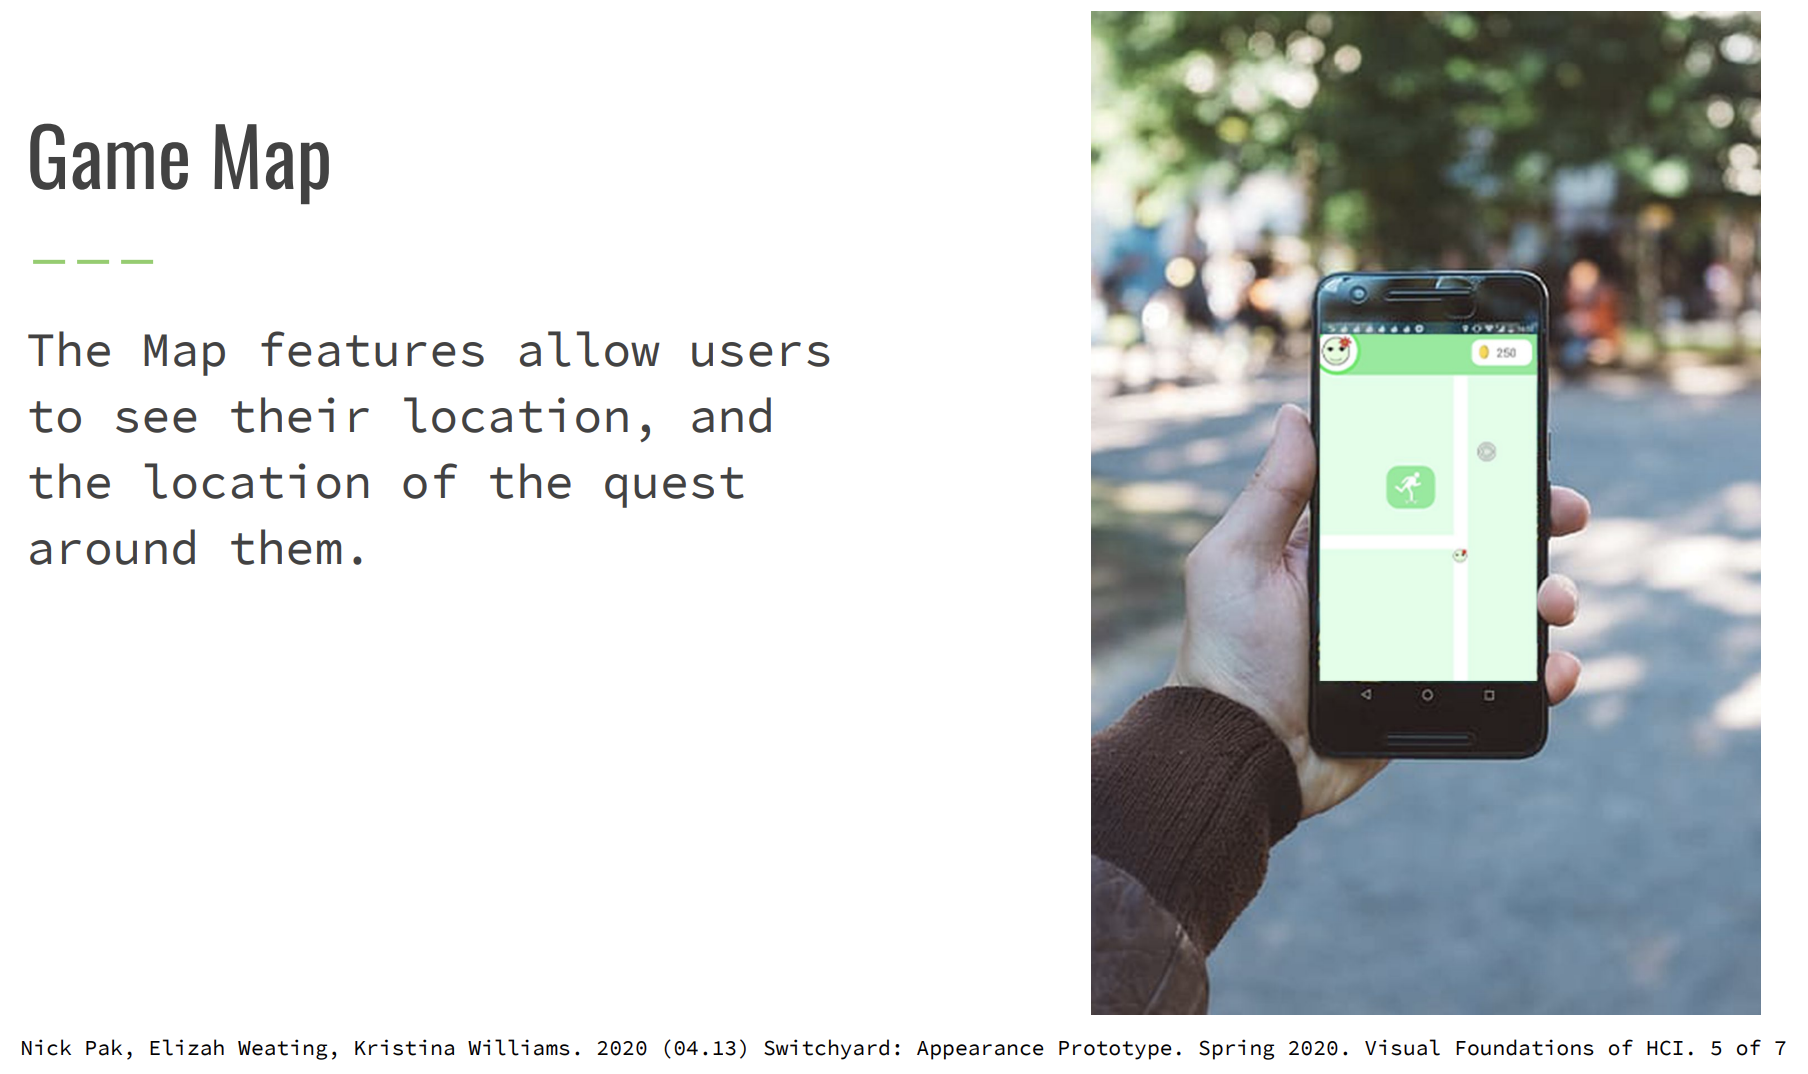 Game Map
The Map features allow users
to see their location, and
the location of the quest
around them.
250
Nick Pak, Elizah Weating, Kristina Williams. 2020 (04.13) Switchyard: Appearance Prototype. Spring 2020. Visual Foundations of HCI. 5 of 7